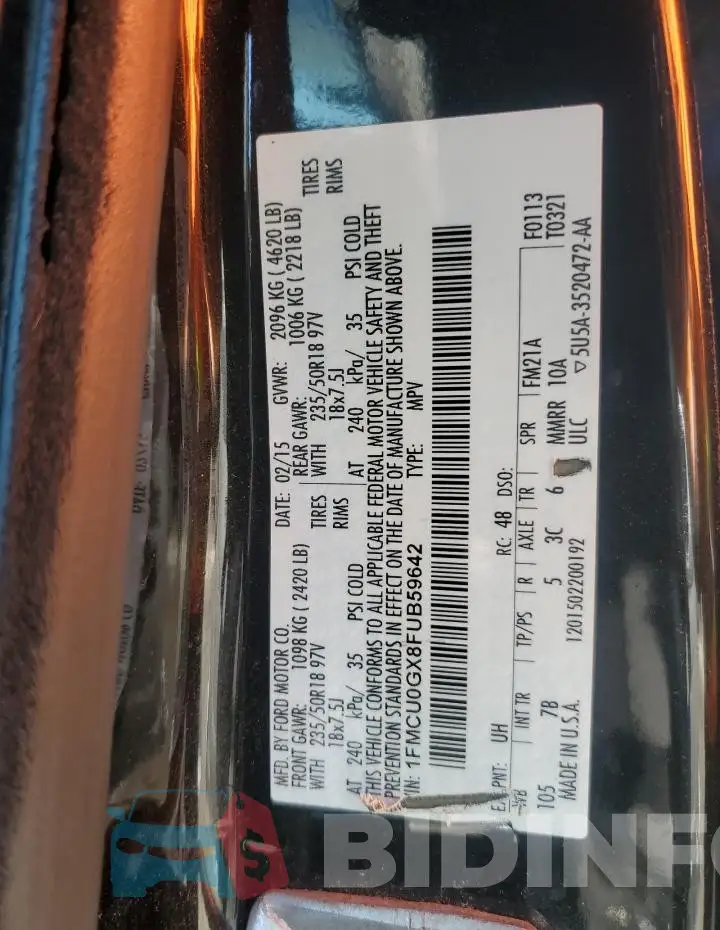 MFD. BY FORD MOTOR CO.
DATE: 02/15 GVWR: 2096 KG ( 4620 LB)
FRONT GAWR: 1098 KG ( 2420 LB) REAR GAWR: 1006 KG ( 2218 LB)
WITH 235/50R18 97V TIRES WITH 235/50R18 97V TIRES
18x7.5J RIMS 18x7.5J RIMS
AT 240 kPa/ 35 PSI COLD AT 240 kPa/ 35 PSI COLD
THIS VEHICLE CONFORMS TO ALL APPLICABLE FEDERAL MOTOR VEHICLE SAFETY AND THEFT
PREVENTION STANDARDS IN EFFECT ON THE DATE OF MANUFACTURE SHOWN ABOVE.
VIN: 1FMCU0GX8FUB59642 TYPE: MPV
EXT PNT: UH RC: 48 DSO: F0113
WB INT TR TP/PS R AXLE TR SPR FM21A T0321
105 7B 5 3C 6 MMRR 10A
MADE IN U.S.A. 1201502200192 ULC ▽5U5A-3520472-AA
$ BIDINFO